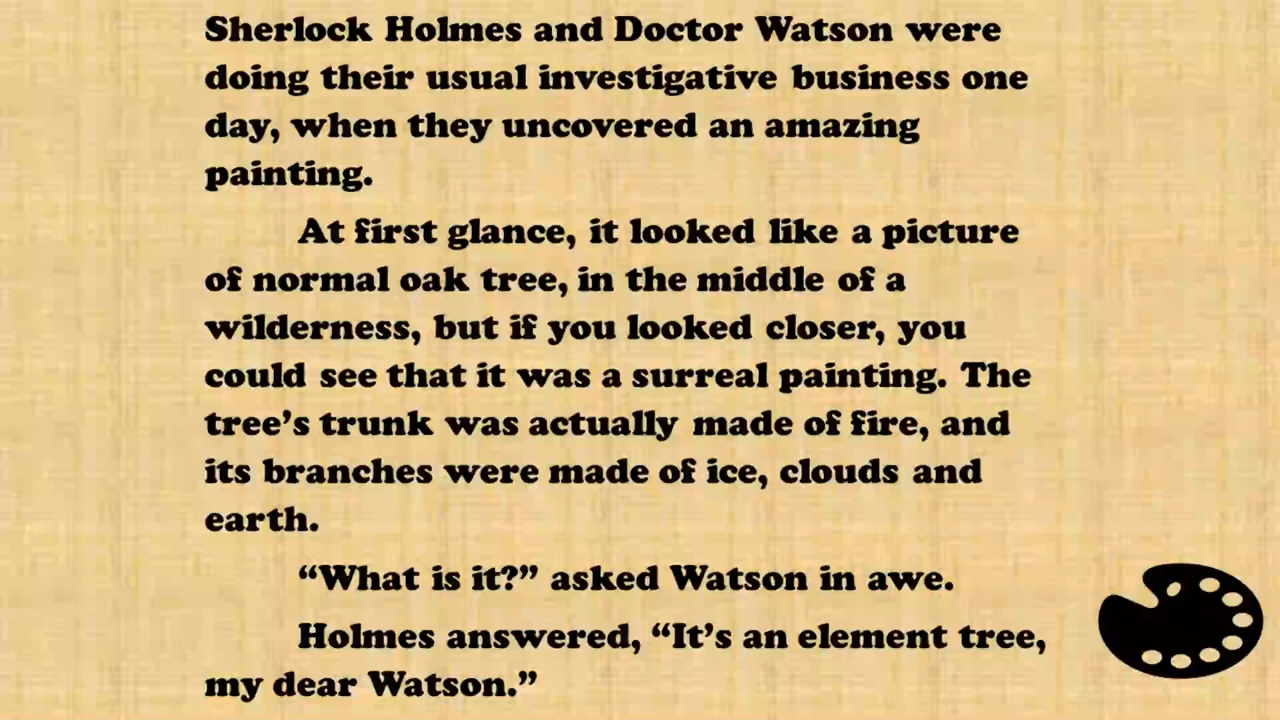 Sherlock Holmes and Doctor Watson were
doing their usual investigative business one
day, when they uncovered an amazing
painting.
At first glance, it looked like a picture
of normal oak tree, in the middle of a
wilderness, but if you looked closer, you
could see that it was a surreal painting. The
tree’s trunk was actually made of fire, and
its branches were made of ice, clouds and
earth.
“What is it?” asked Watson in awe.
Holmes answered, “It’s an element tree,
my dear Watson.”